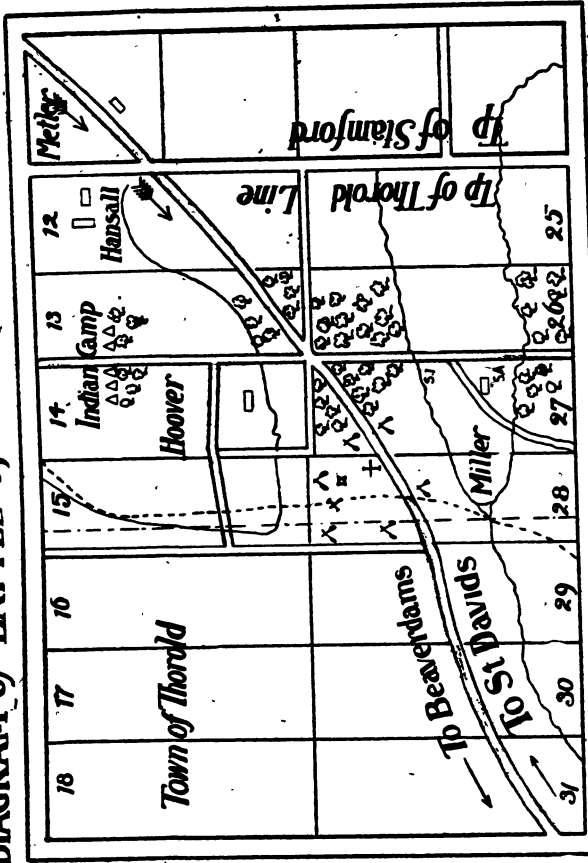 DIAGRAM of
Metler
Tp of Stamford
Line
Tp of Thorold
12
Hansall
25
13
Indian Camp
26
14
Hoover
27
Miller
15
28
16
29
17
30
18
31
Town of Thorold
To Beaverdams
To St Davids